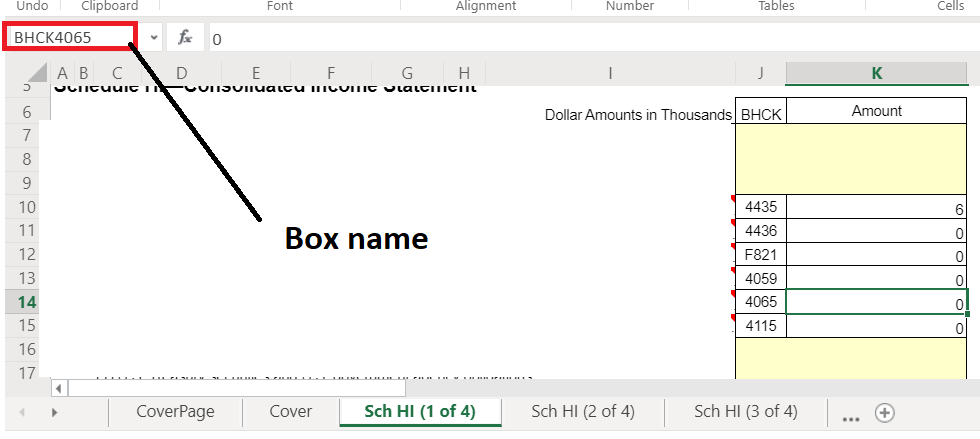 Undo Clipboard Font Alignment Number Tables Cells
BHCK4065 fx 0
A B C D E F G H I J K
5 Schedule HI—Consolidated Income Statement
6 Dollar Amounts in Thousands BHCK Amount
7
8
9
10 4435 6
11 4436 0
Box name
12 F821 0
13 4059 0
14 4065 0
15 4115 0
16
17
CoverPage Cover Sch HI (1 of 4) Sch HI (2 of 4) Sch HI (3 of 4) ...